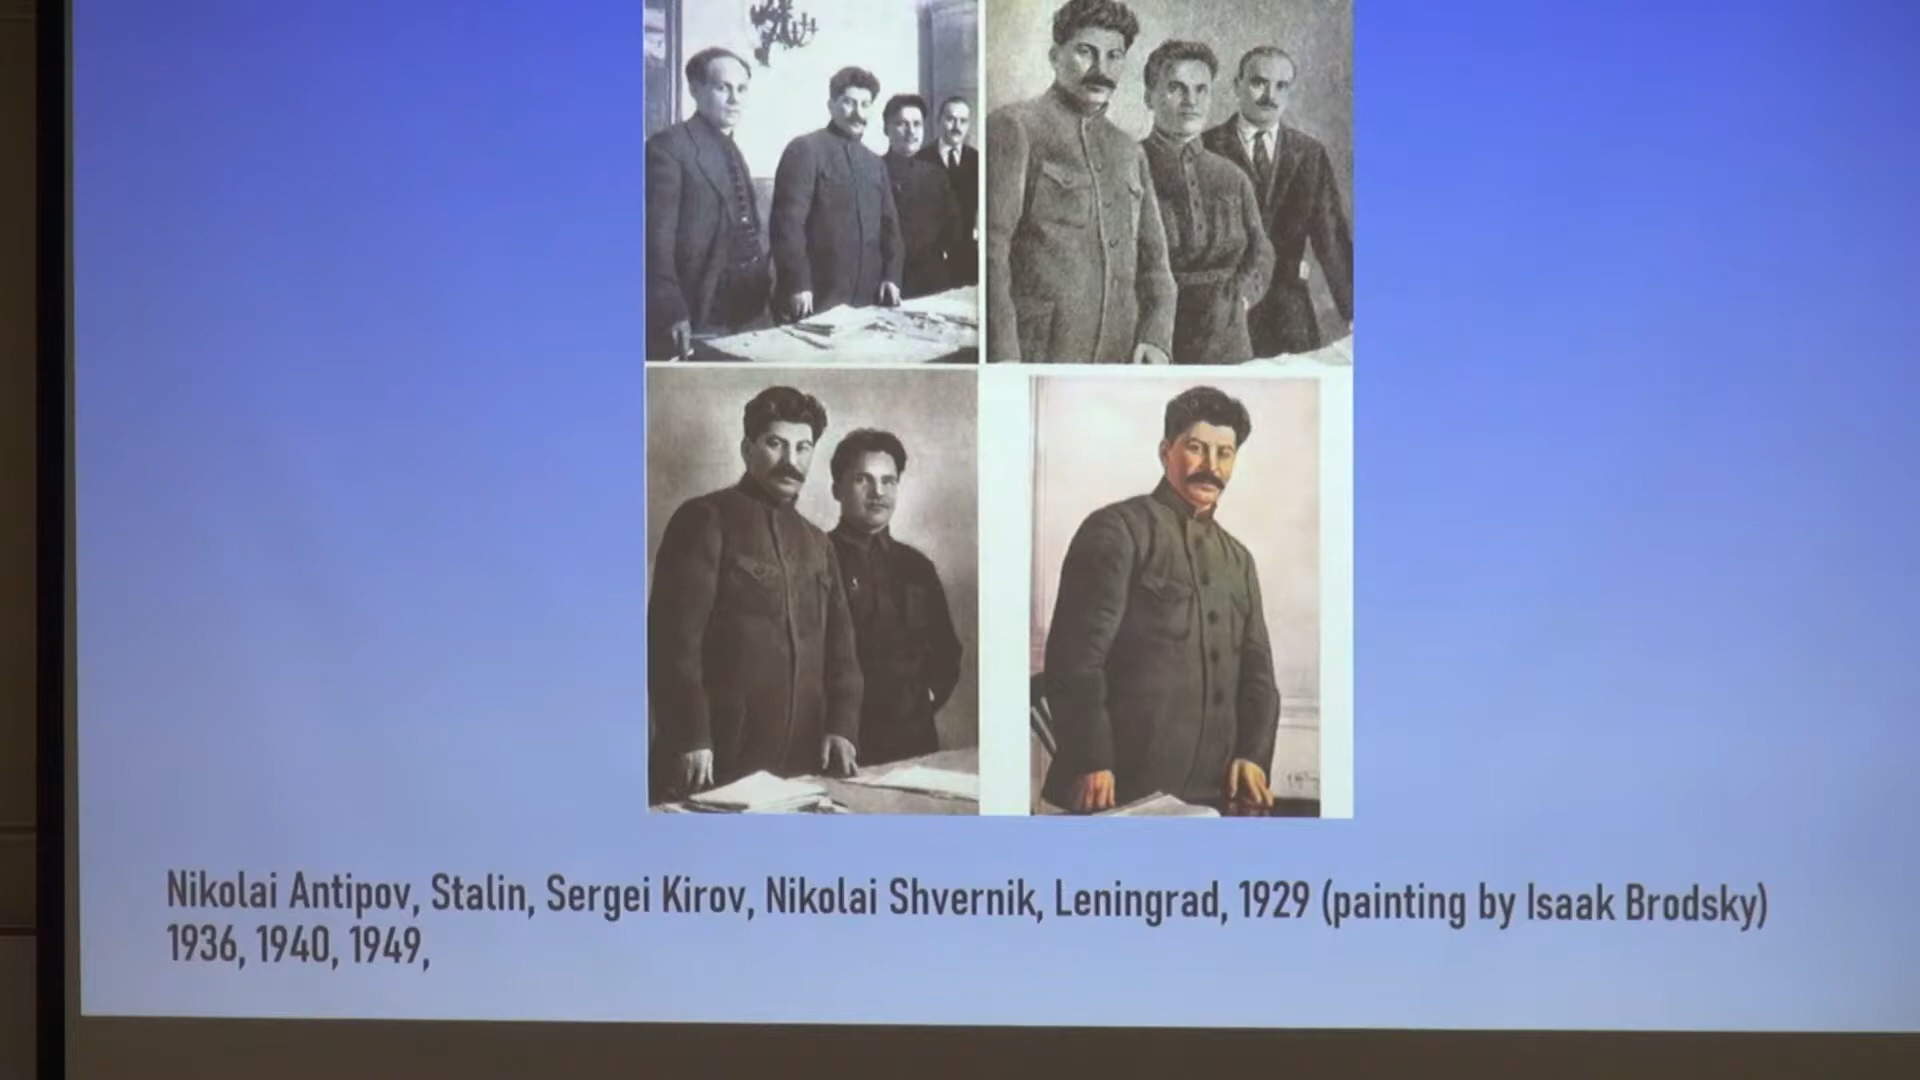 Nikolai Antipov, Stalin, Sergei Kirov, Nikolai Shvernik, Leningrad, 1929 (painting by Isaak Brodsky)
1936, 1940, 1949,